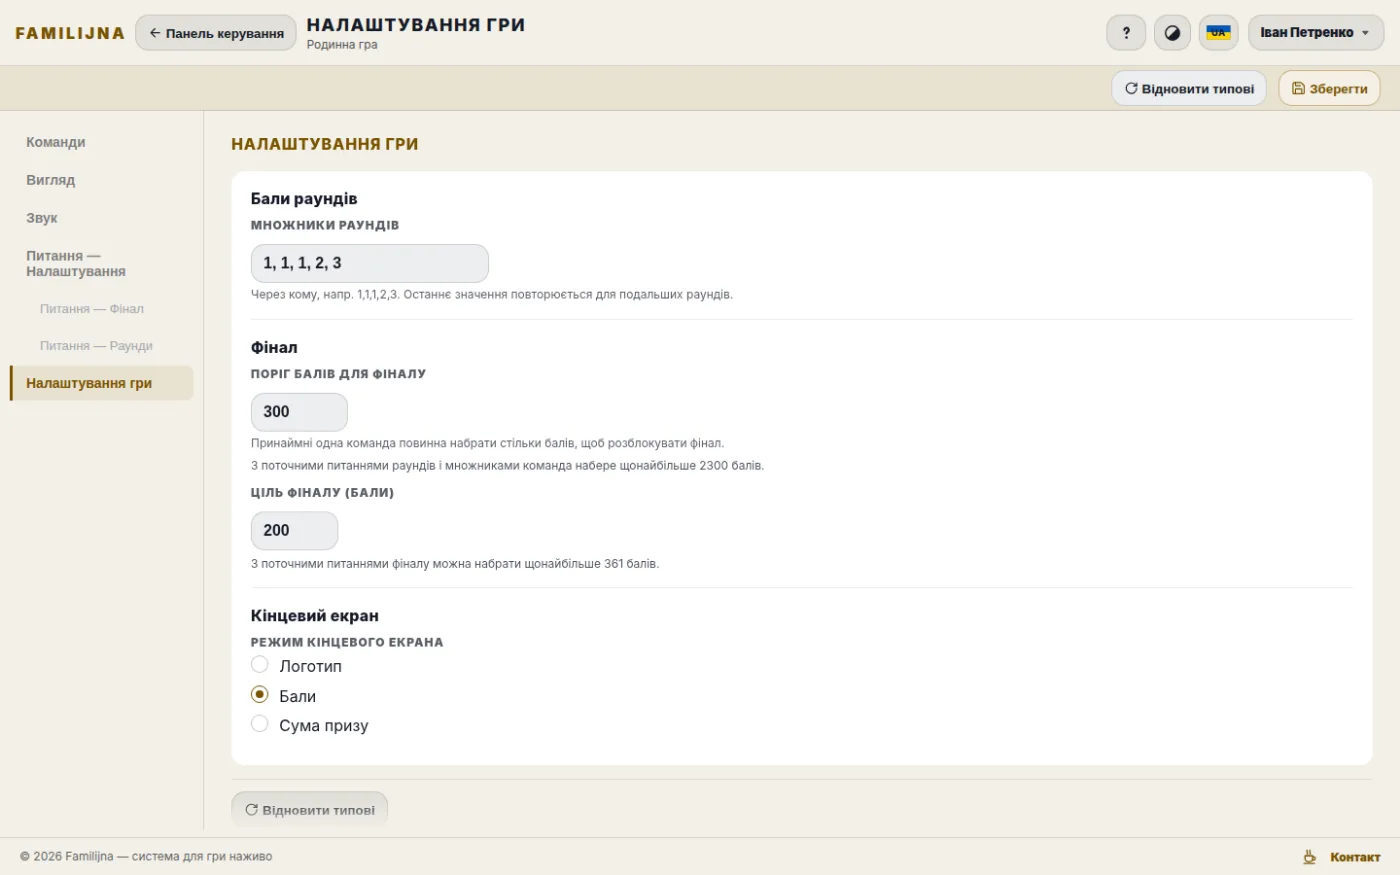 FAMILIJNA
← Панель керування
НАЛАШТУВАННЯ ГРИ
Родинна гра
?
UA
Іван Петренко
Відновити типові
Зберегти
Команди
Вигляд
Звук
Питання —
Налаштування
Питання — Фінал
Питання — Раунди
Налаштування гри
НАЛАШТУВАННЯ ГРИ
Бали раундів
МНОЖНИКИ РАУНДІВ
1, 1, 1, 2, 3
Через кому, напр. 1,1,1,2,3. Останнє значення повторюється для подальших раундів.
Фінал
ПОРІГ БАЛІВ ДЛЯ ФІНАЛУ
300
Принаймні одна команда повинна набрати стільки балів, щоб розблокувати фінал.
З поточними питаннями раундів і множниками команда набере щонайбільше 2300 балів.
ЦІЛЬ ФІНАЛУ (БАЛИ)
200
З поточними питаннями фіналу можна набрати щонайбільше 361 балів.
Кінцевий екран
РЕЖИМ КІНЦЕВОГО ЕКРАНА
Логотип
Бали
Сума призу
Відновити типові
© 2026 Familijna — система для гри наживо
Контакт